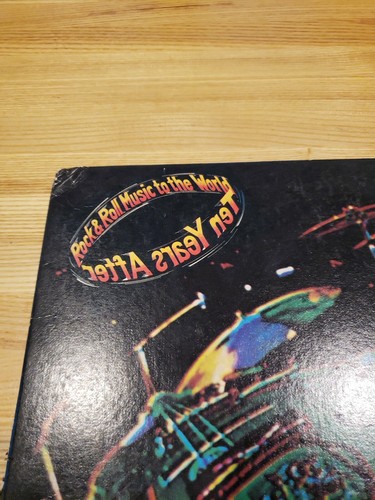 Rock & Roll Music to the World
Ten Years After